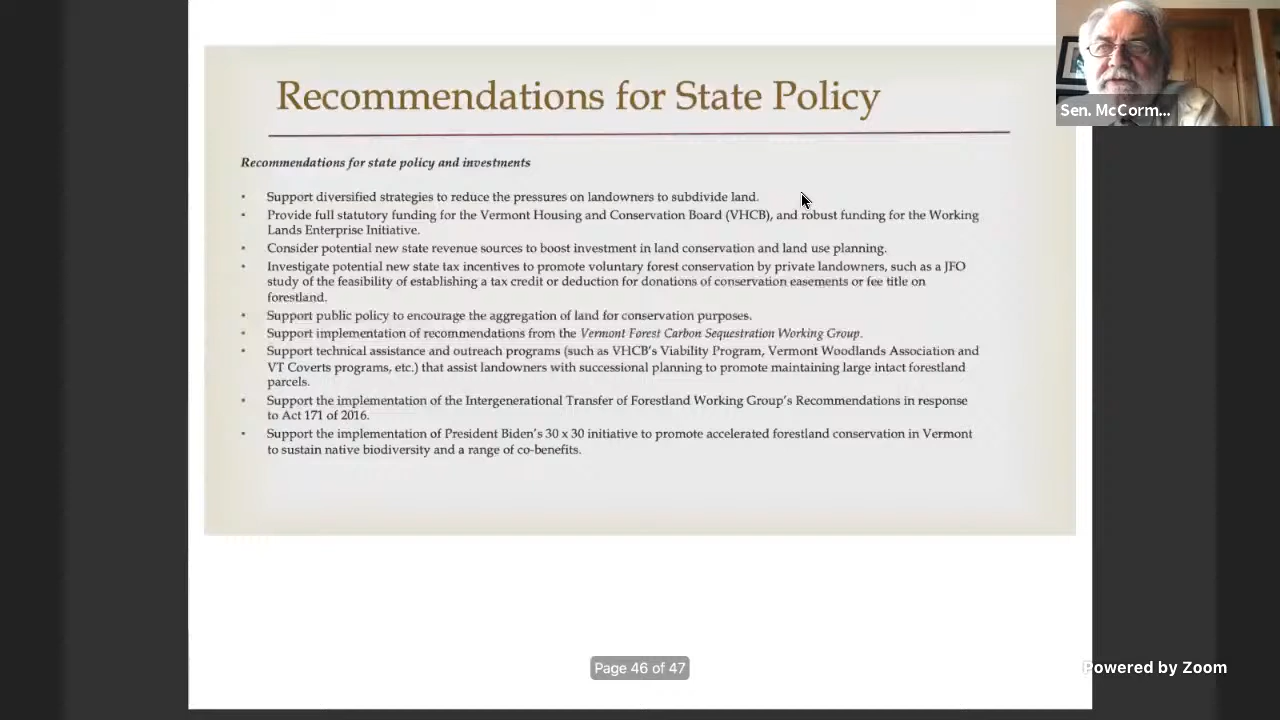 Recommendations for State Policy
Sen. McCorm...
Recommendations for state policy and investments
• Support diversified strategies to reduce the pressures on landowners to subdivide land.
• Provide full statutory funding for the Vermont Housing and Conservation Board (VHCB), and robust funding for the Working
Lands Enterprise Initiative.
• Consider potential new state revenue sources to boost investment in land conservation and land use planning.
• Investigate potential new state tax incentives to promote voluntary forest conservation by private landowners, such as a JFO
study of the feasibility of establishing a tax credit or deduction for donations of conservation easements or fee title on
forestland.
• Support public policy to encourage the aggregation of land for conservation purposes.
• Support implementation of recommendations from the Vermont Forest Carbon Sequestration Working Group.
• Support technical assistance and outreach programs (such as VHCB's Viability Program, Vermont Woodlands Association and
VT Coverts programs, etc.) that assist landowners with successional planning to promote maintaining large intact forestland
parcels.
• Support the implementation of the Intergenerational Transfer of Forestland Working Group's Recommendations in response
to Act 171 of 2016.
• Support the implementation of President Biden's 30 x 30 initiative to promote accelerated forestland conservation in Vermont
to sustain native biodiversity and a range of co-benefits.
Page 46 of 47
Powered by Zoom